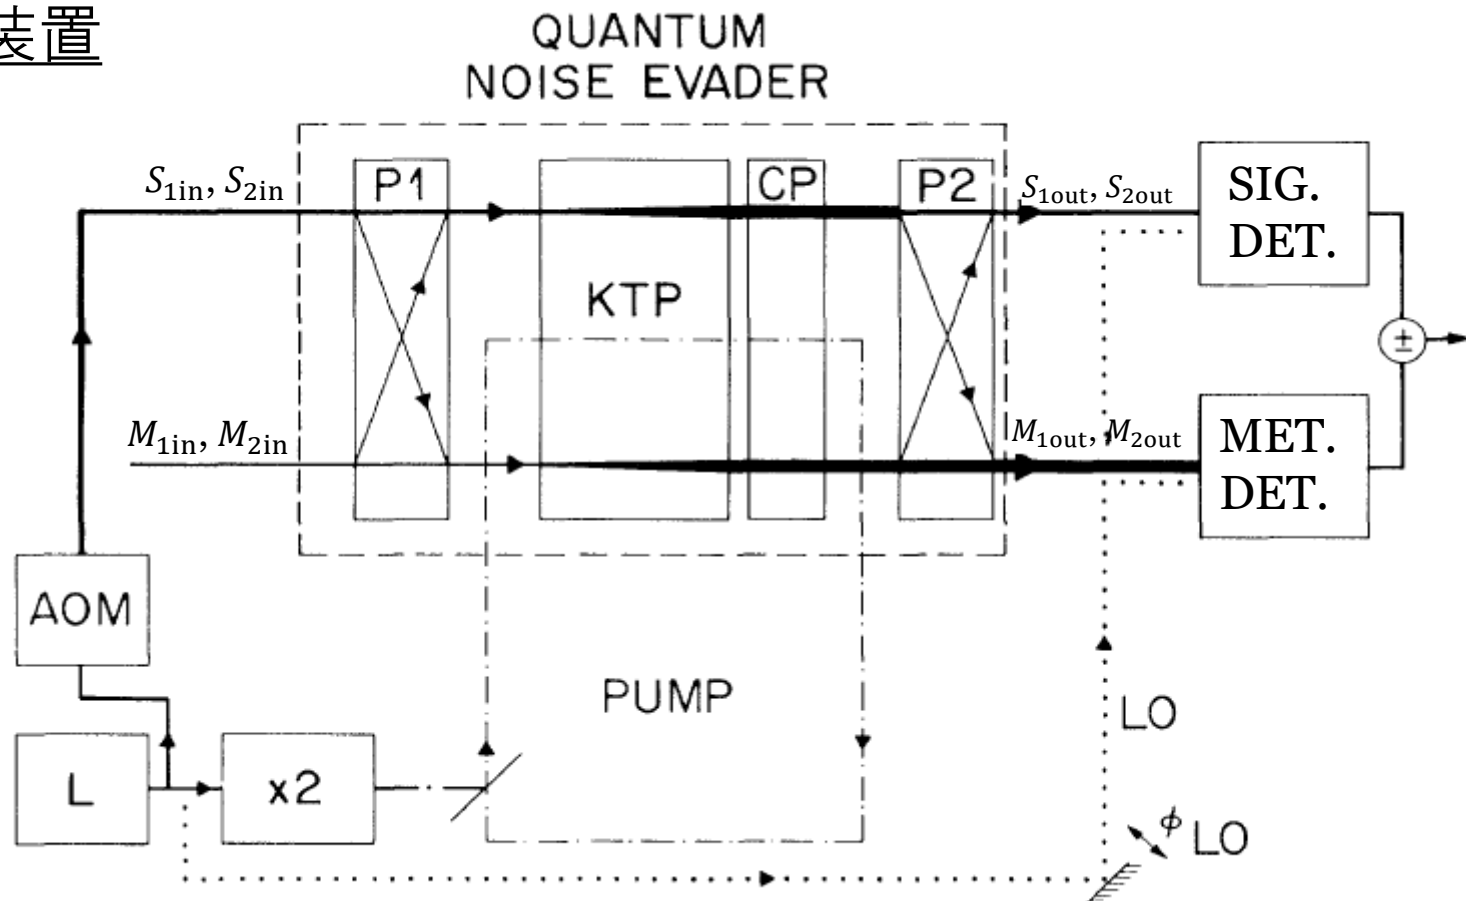 装置
QUANTUM
NOISE EVADER
S1in, S2in
P1
CP
P2
S1out, S2out
SIG.
DET.
KTP
±
M1in, M2in
M1out, M2out
MET.
DET.
AOM
PUMP
LO
L
x2
ϕ LO